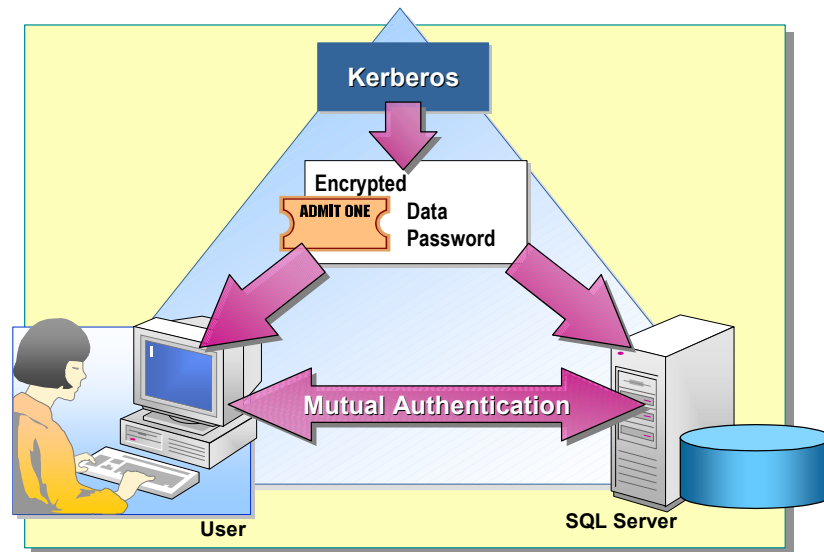 Kerberos
Encrypted
ADMIT ONE
Data
Password
Mutual Authentication
User
SQL Server